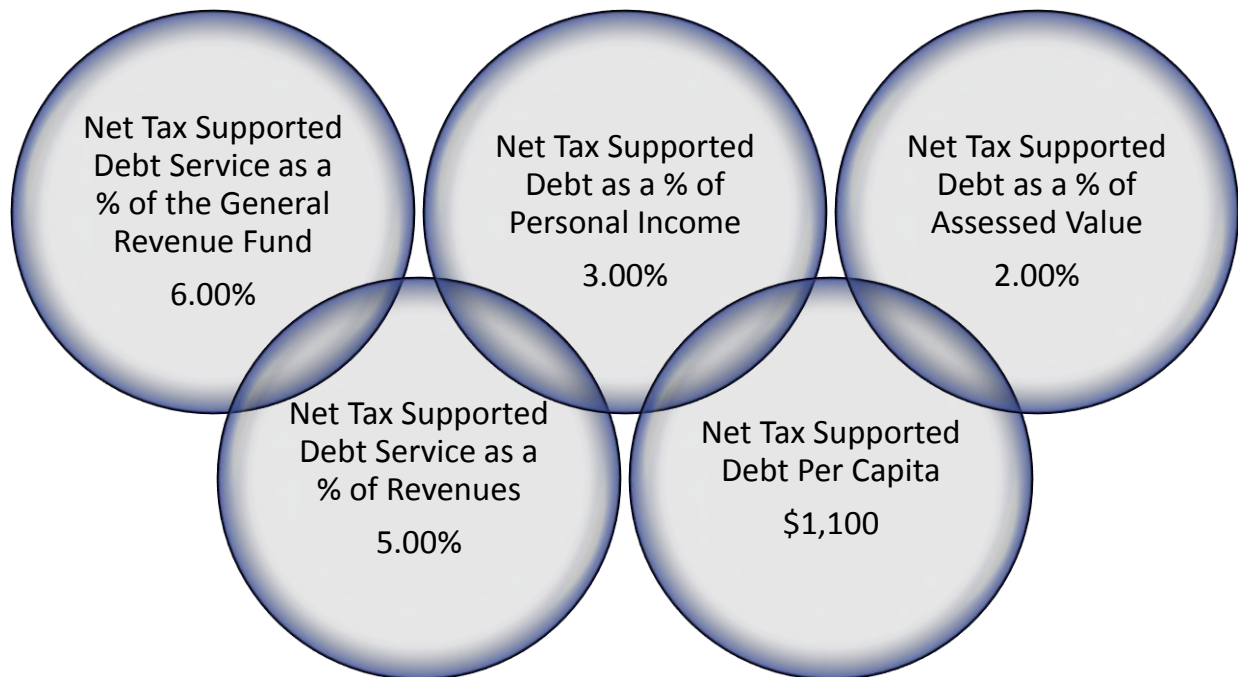 Net Tax Supported
Debt Service as a
% of the General
Revenue Fund
6.00%
Net Tax Supported
Debt as a % of
Personal Income
3.00%
Net Tax Supported
Debt as a % of
Assessed Value
2.00%
Net Tax Supported
Debt Service as a
% of Revenues
5.00%
Net Tax Supported
Debt Per Capita
$1,100